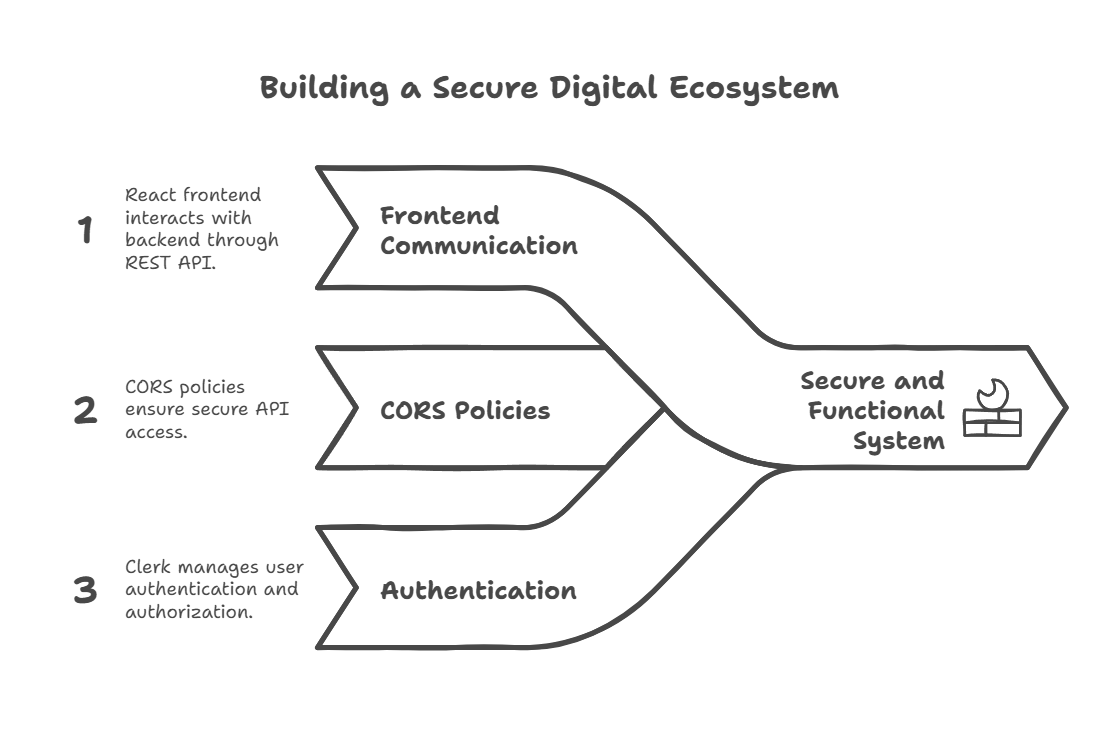 Building a Secure Digital Ecosystem
1
React frontend
interacts with
backend through
REST API.
Frontend
Communication
2
CORS policies
ensure secure API
access.
CORS Policies
Secure and
Functional
System
3
Clerk manages user
authentication and
authorization.
Authentication